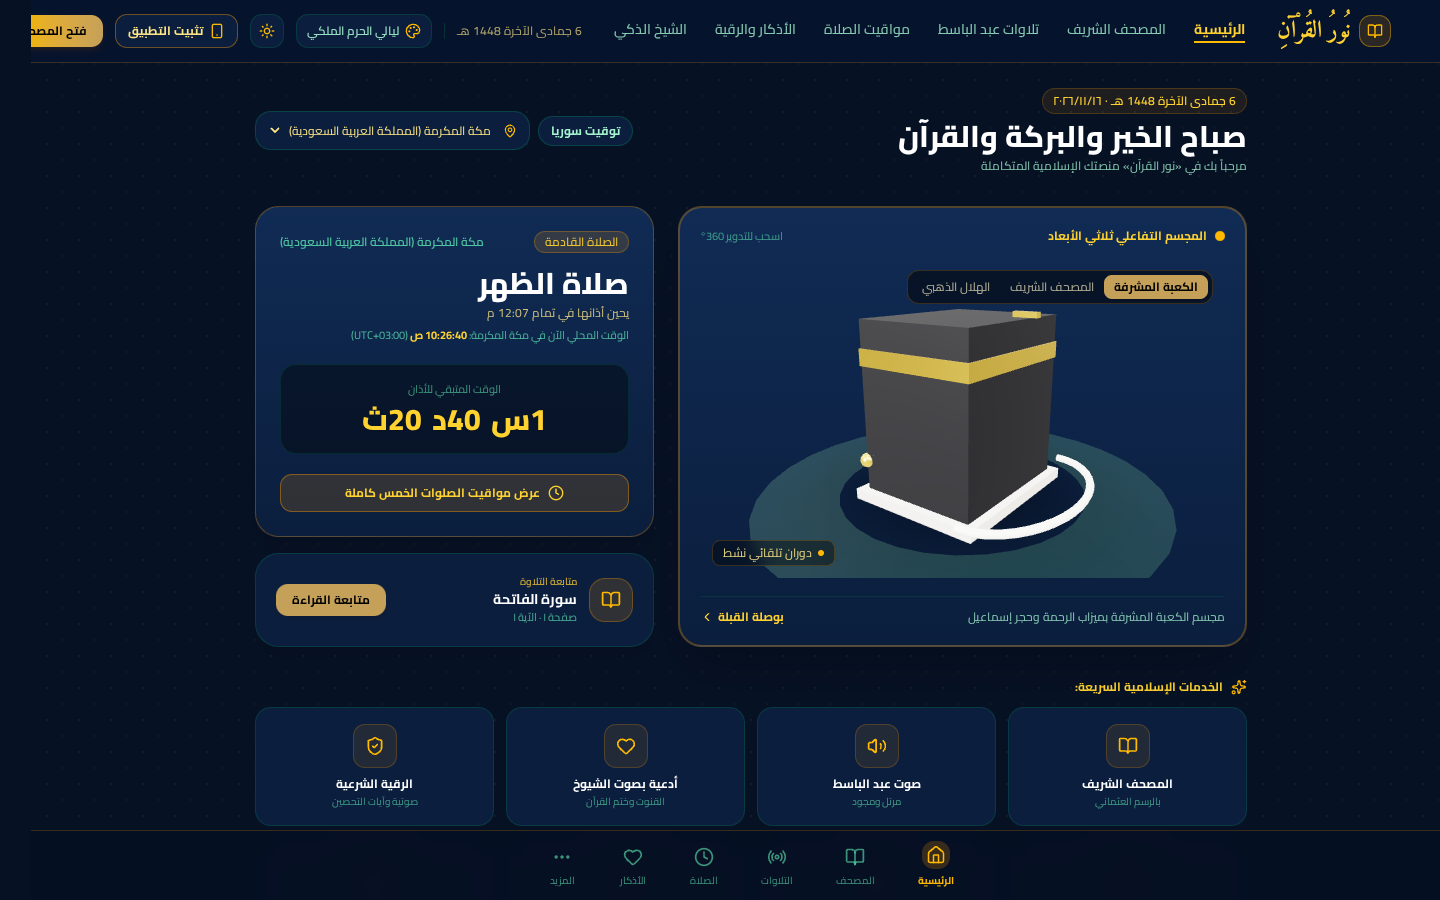 نُورُ القُرآنِ
الرئيسية
المصحف الشريف
تلاوات عبد الباسط
مواقيت الصلاة
الأذكار والرقية
الشيخ الذكي
6 جمادى الآخرة 1448 هـ
ليالي الحرم الملكي
تثبيت التطبيق
فتح
6 جمادى الآخرة 1448 هـ · ٢٠٢٦/١١/١٦
صباح الخير والبركة والقرآن
مرحباً بك في «نور القرآن» منصتك الإسلامية المتكاملة
توقيت سوريا
مكة المكرمة (المملكة العربية السعودية)
المجسم التفاعلي ثلاثي الأبعاد
اسحب للتدوير 360°
الكعبة المشرفة
المصحف الشريف
الهلال الذهبي
دوران تلقائي نشط
مجسم الكعبة المشرفة بميزاب الرحمة وحجر إسماعيل
بوصلة القبلة
الصلاة القادمة
مكة المكرمة (المملكة العربية السعودية)
صلاة الظهر
يحين أذانها في تمام 12:07 م
الوقت المحلي الآن في مكة المكرمة: 10:26:40 ص (UTC+03:00)
الوقت المتبقي للأذان
1س 40د 20ث
عرض مواقيت الصلوات الخمس كاملة
متابعة التلاوة
سورة الفاتحة
صفحة ١ · الآية ١
متابعة القراءة
الخدمات الإسلامية السريعة:
المصحف الشريف
بالرسم العثماني
صوت عبد الباسط
مرتل ومجود
أدعية بصوت الشيوخ
القنوت وختم القرآن
الرقية الشرعية
صوتية وآيات التحصين
الرئيسية
المصحف
التلاوات
الصلاة
الأذكار
المزيد